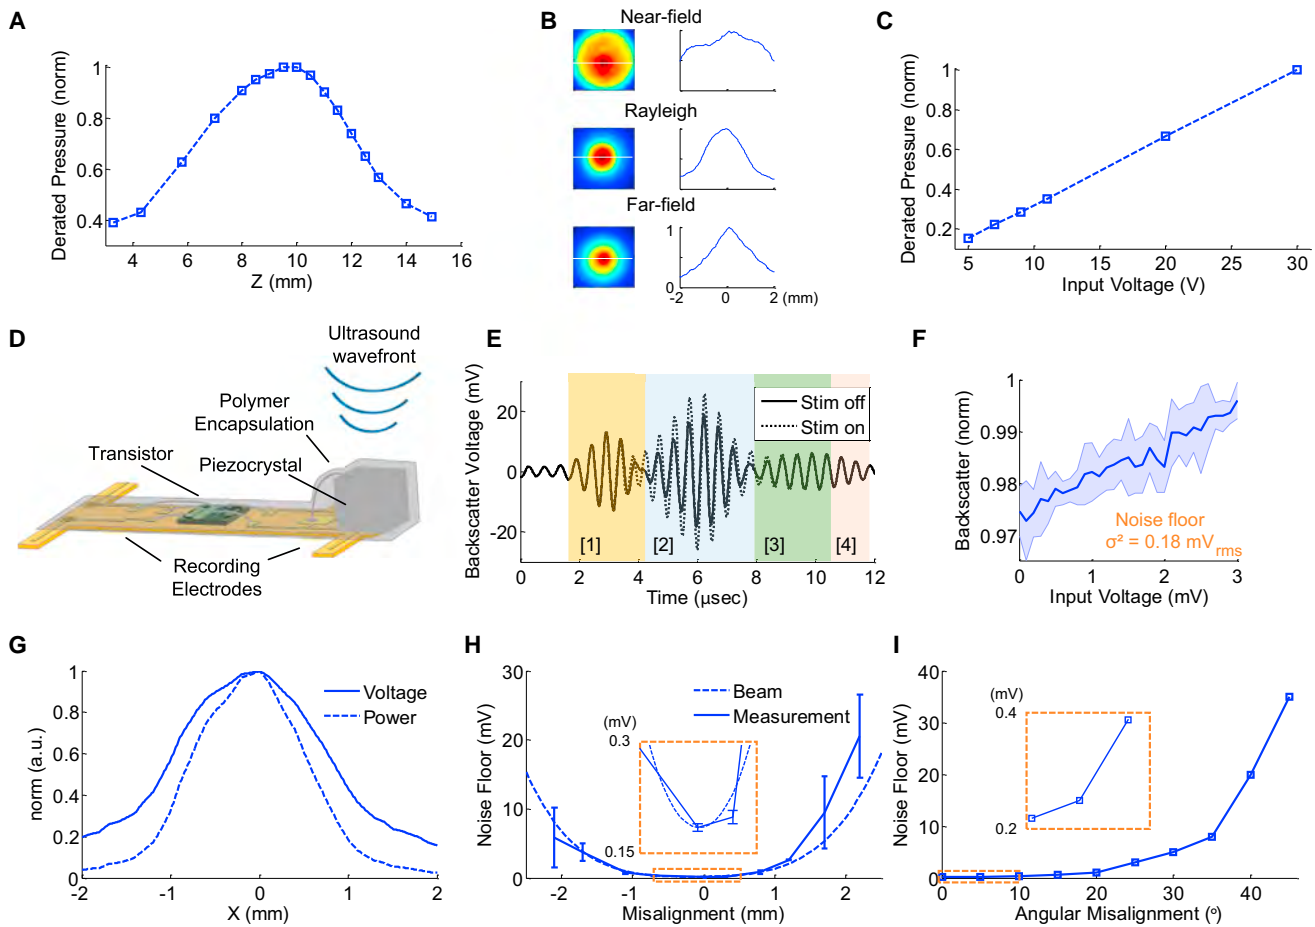 A
Derated Pressure (norm)
1
0.8
0.6
0.4
4
6
8
10
12
14
16
Z (mm)
B
Near-field
Rayleigh
Far-field
1
0
-2
0
2
(mm)
C
Derated Pressure (norm)
1
0.8
0.6
0.4
0.2
5
10
15
20
25
30
Input Voltage (V)
D
Ultrasound
wavefront
Polymer
Encapsulation
Transistor
Piezocrystal
Recording
Electrodes
E
Backscatter Voltage (mV)
20
0
-20
Stim off
Stim on
[1]
[2]
[3]
[4]
0
2
4
6
8
10
12
Time (μsec)
F
Backscatter (norm)
1
0.99
0.98
0.97
Noise floor
σ² = 0.18 mVrms
0
1
2
3
Input Voltage (mV)
G
norm (a.u.)
1
0.8
0.6
0.4
0.2
0
Voltage
Power
-2
-1
0
1
2
X (mm)
H
Noise Floor (mV)
30
20
10
0
Beam
Measurement
(mV)
0.3
0.15
-2
-1
0
1
2
Misalignment (mm)
I
Noise Floor (mV)
40
30
20
10
0
(mV)
0.4
0.2
0
10
20
30
40
Angular Misalignment (º)